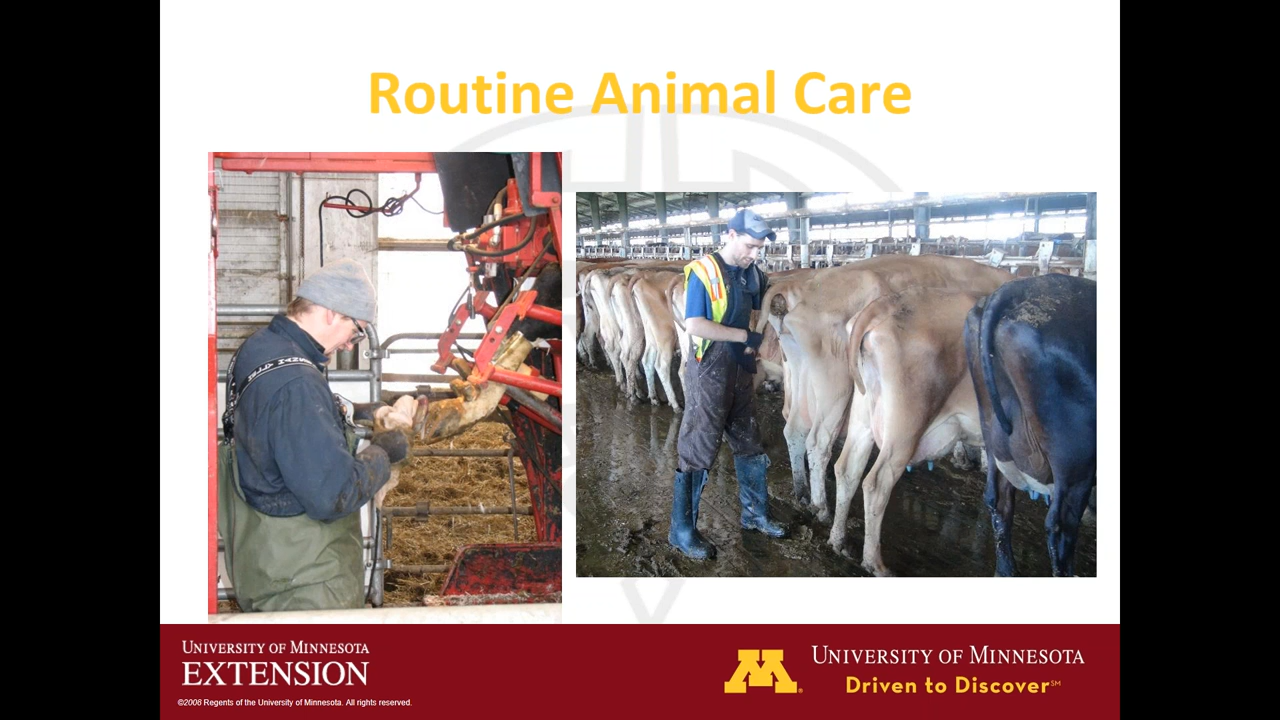 Routine Animal Care
UNIVERSITY OF MINNESOTA
EXTENSION
©2006 Regents of the University of Minnesota. All rights reserved.
UNIVERSITY OF MINNESOTA
Driven to Discover℠